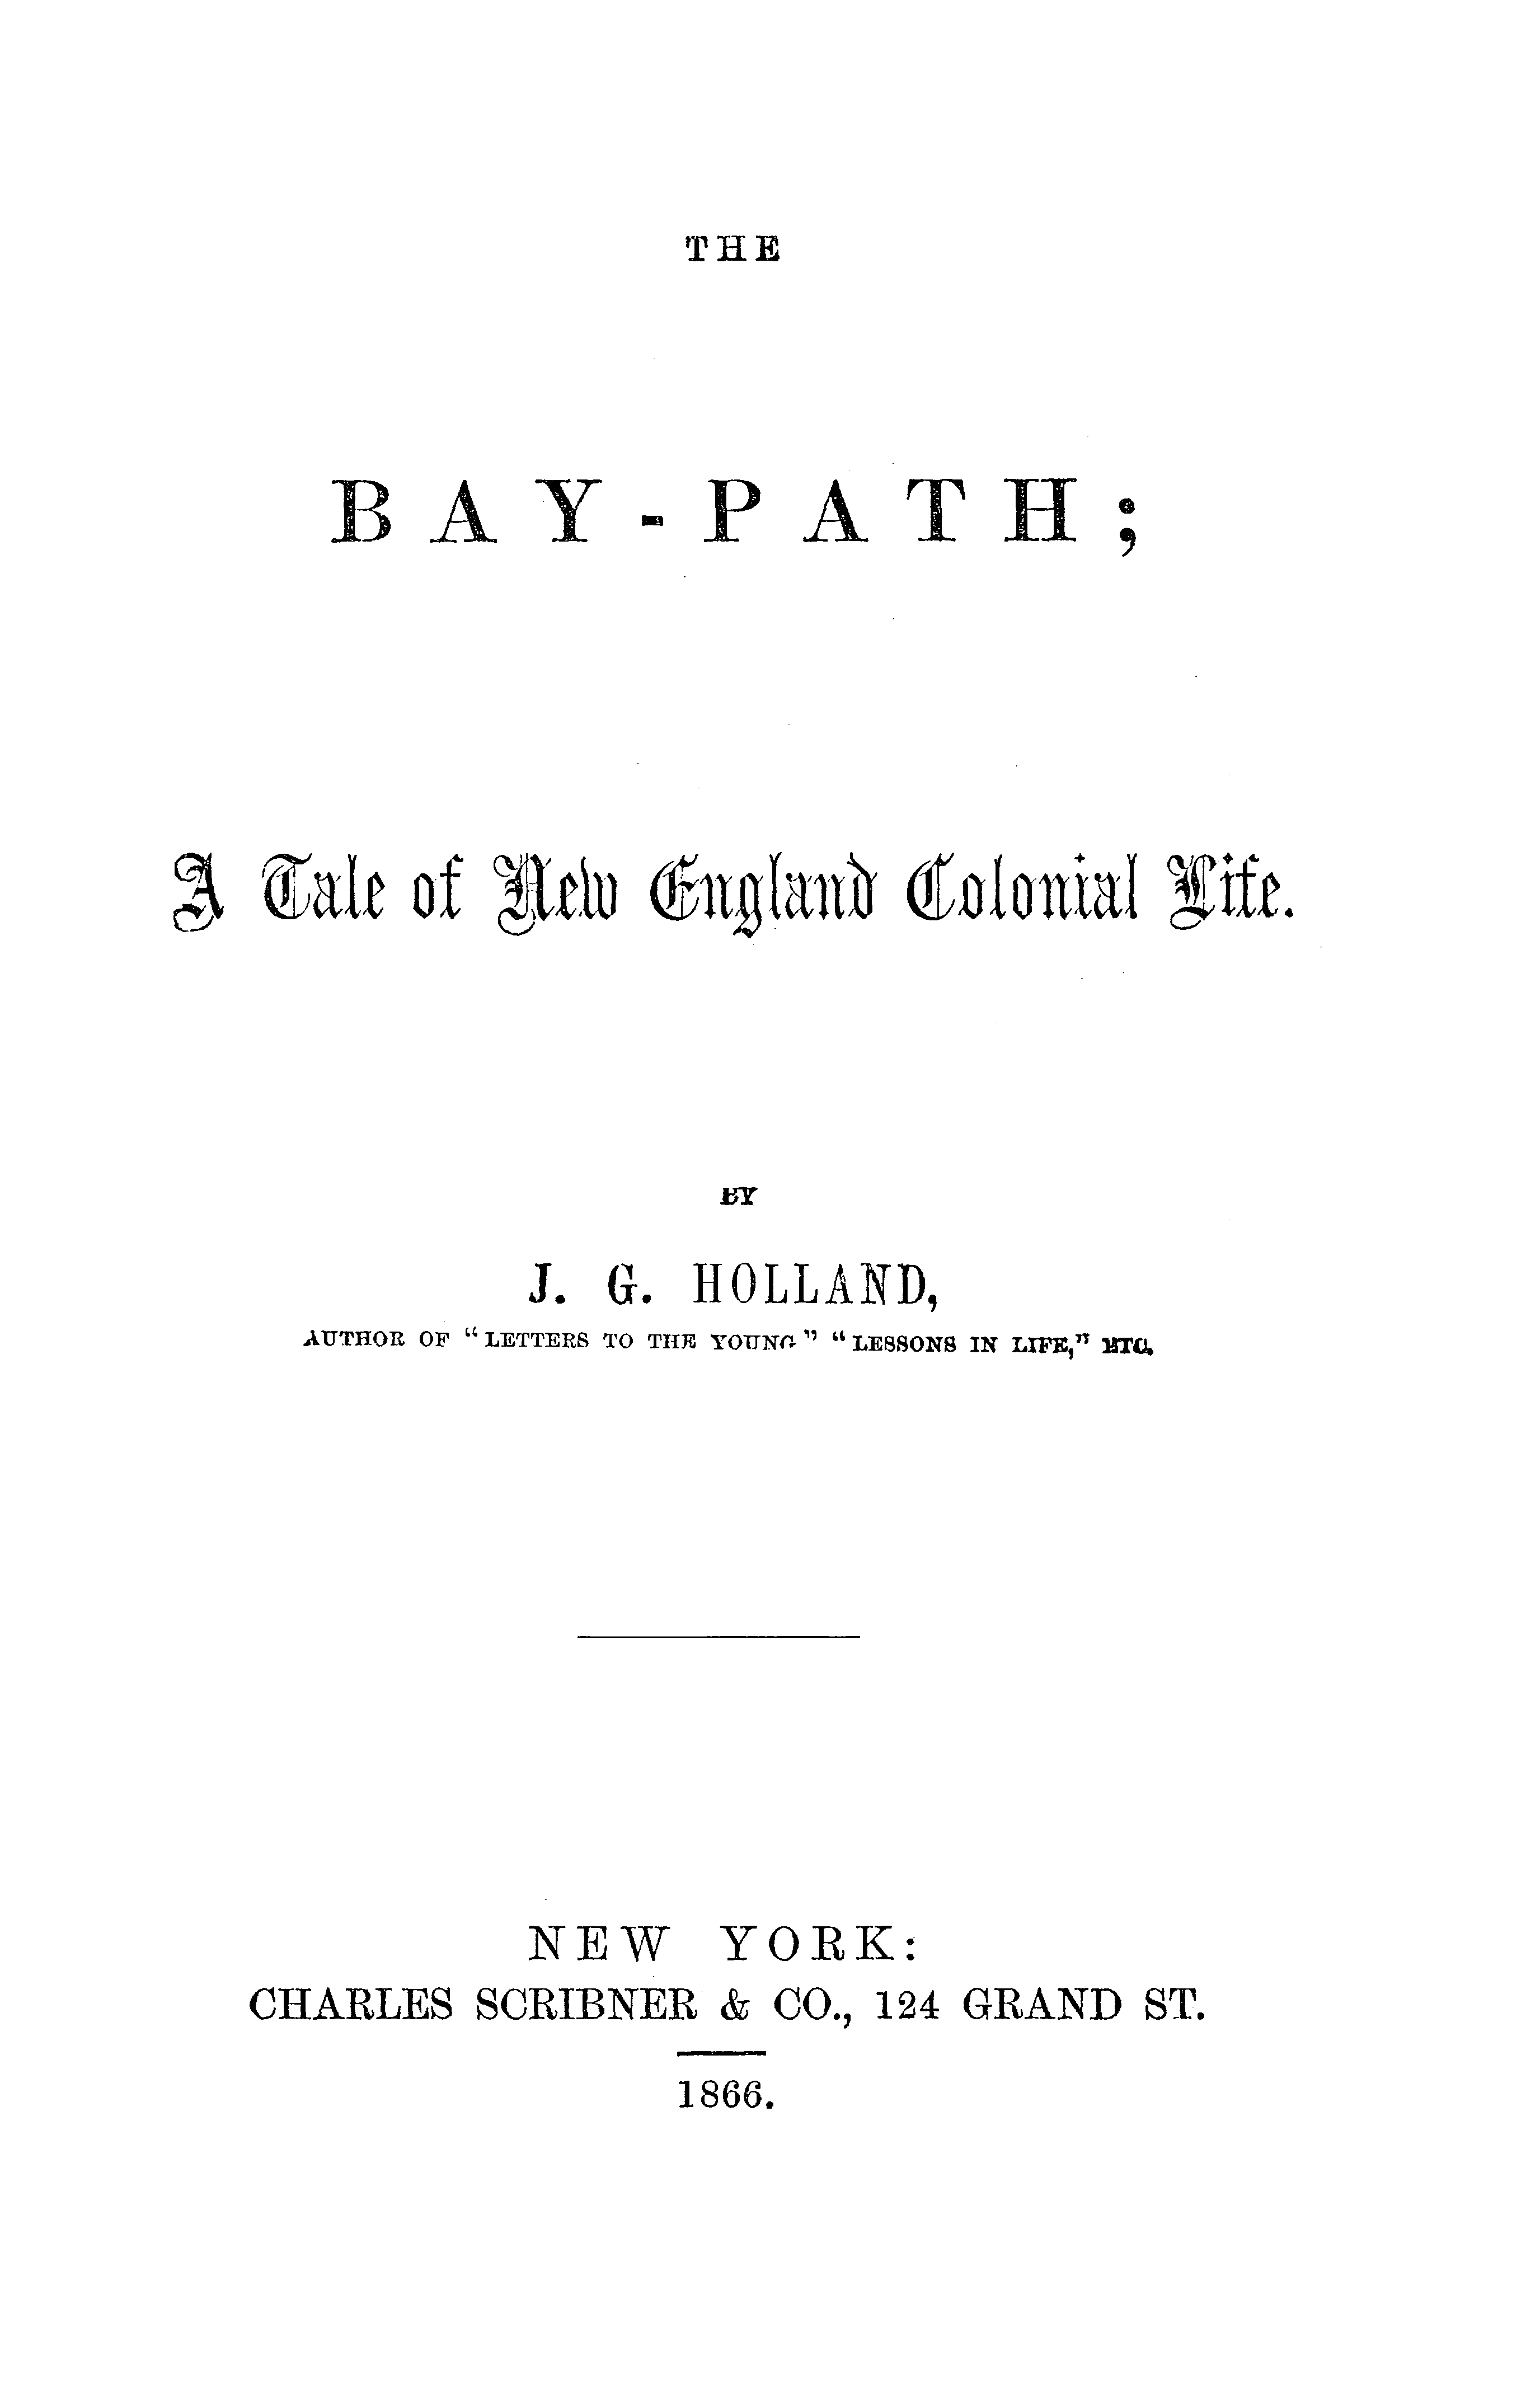 THE
BAY-PATH;
A Tale of New England Colonial Life.
BY
J. G. HOLLAND,
AUTHOR OF "LETTERS TO THE YOUNG" "LESSONS IN LIFE," ETC.
NEW YORK:
CHARLES SCRIBNER & CO., 124 GRAND ST.
1866.